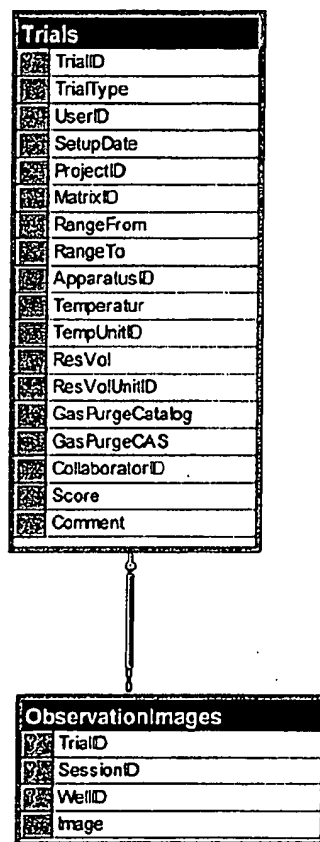 Trials
TrialID
TrialType
UserID
SetupDate
ProjectID
MatrixID
RangeFrom
RangeTo
ApparatusID
Temperatur
TempUnitID
ResVol
ResVolUnitID
GasPurgeCatalog
GasPurgeCAS
CollaboratorID
Score
Comment
ObservationImages
TrialID
SessionID
WellID
Image